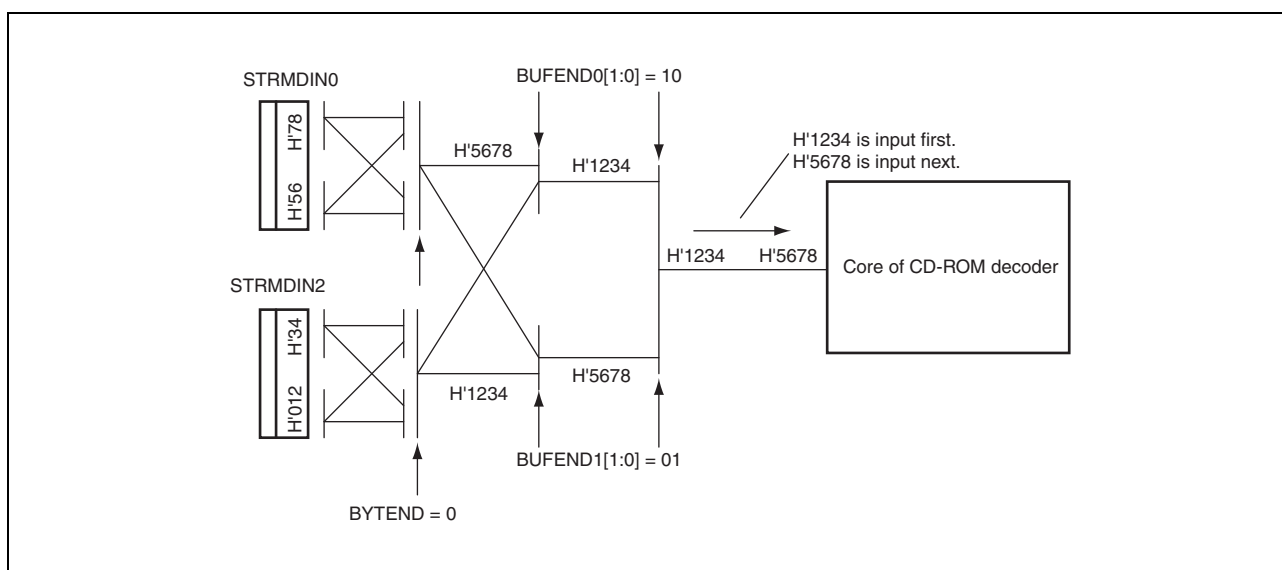 STRMDIN0
H'78
H'56
BUFEND0[1:0] = 10
H'5678
H'1234
H'1234 is input first.
H'5678 is input next.
H'1234
H'5678
Core of CD-ROM decoder
STRMDIN2
H'34
H'012
H'1234
H'5678
BUFEND1[1:0] = 01
BYTEND = 0